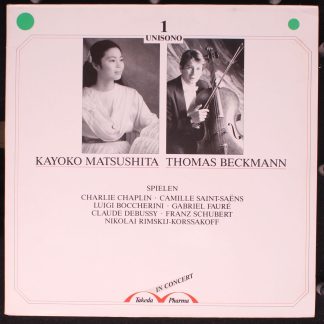 1
UNISONO
KAYOKO MATSUSHITA THOMAS BECKMANN
SPIELEN
CHARLIE CHAPLIN · CAMILLE SAINT-SAËNS
LUIGI BOCCHERINI · GABRIEL FAURÉ
CLAUDE DEBUSSY · FRANZ SCHUBERT
NIKOLAI RIMSKIJ-KORSSAKOFF
IN CONCERT
Takeda Pharma